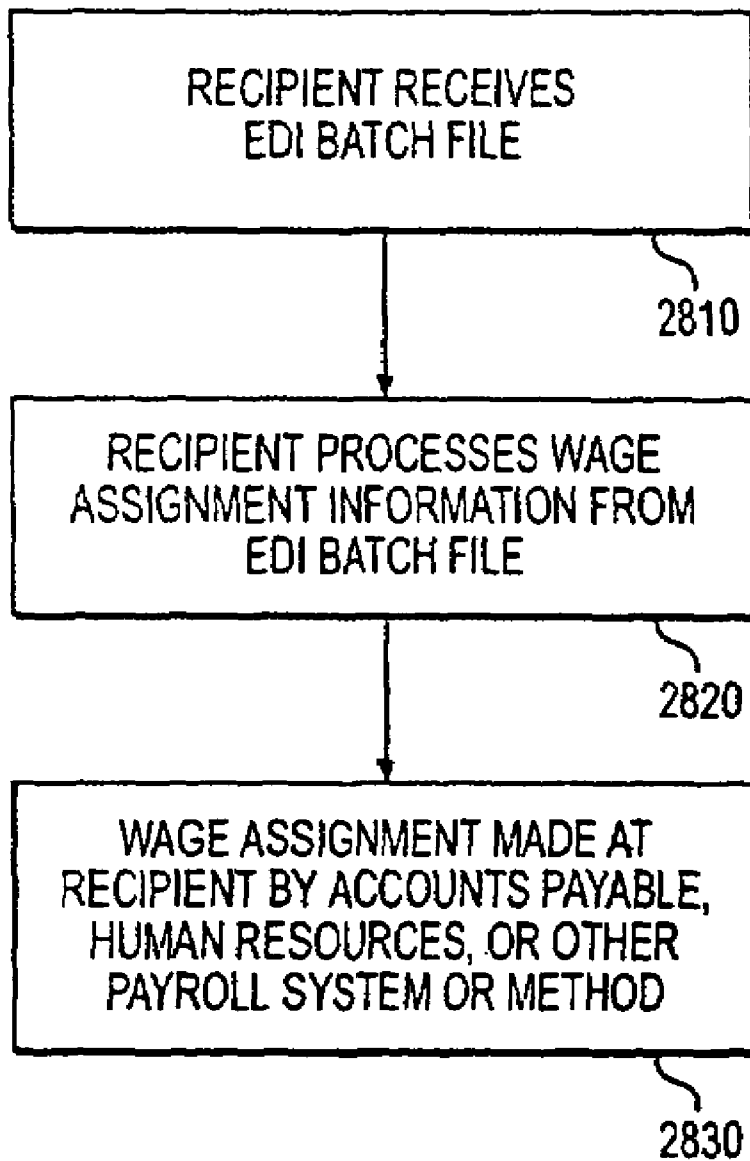 RECIPIENT RECEIVES
EDI BATCH FILE
2810
RECIPIENT PROCESSES WAGE
ASSIGNMENT INFORMATION FROM
EDI BATCH FILE
2820
WAGE ASSIGNMENT MADE AT
RECIPIENT BY ACCOUNTS PAYABLE,
HUMAN RESOURCES, OR OTHER
PAYROLL SYSTEM OR METHOD
2830